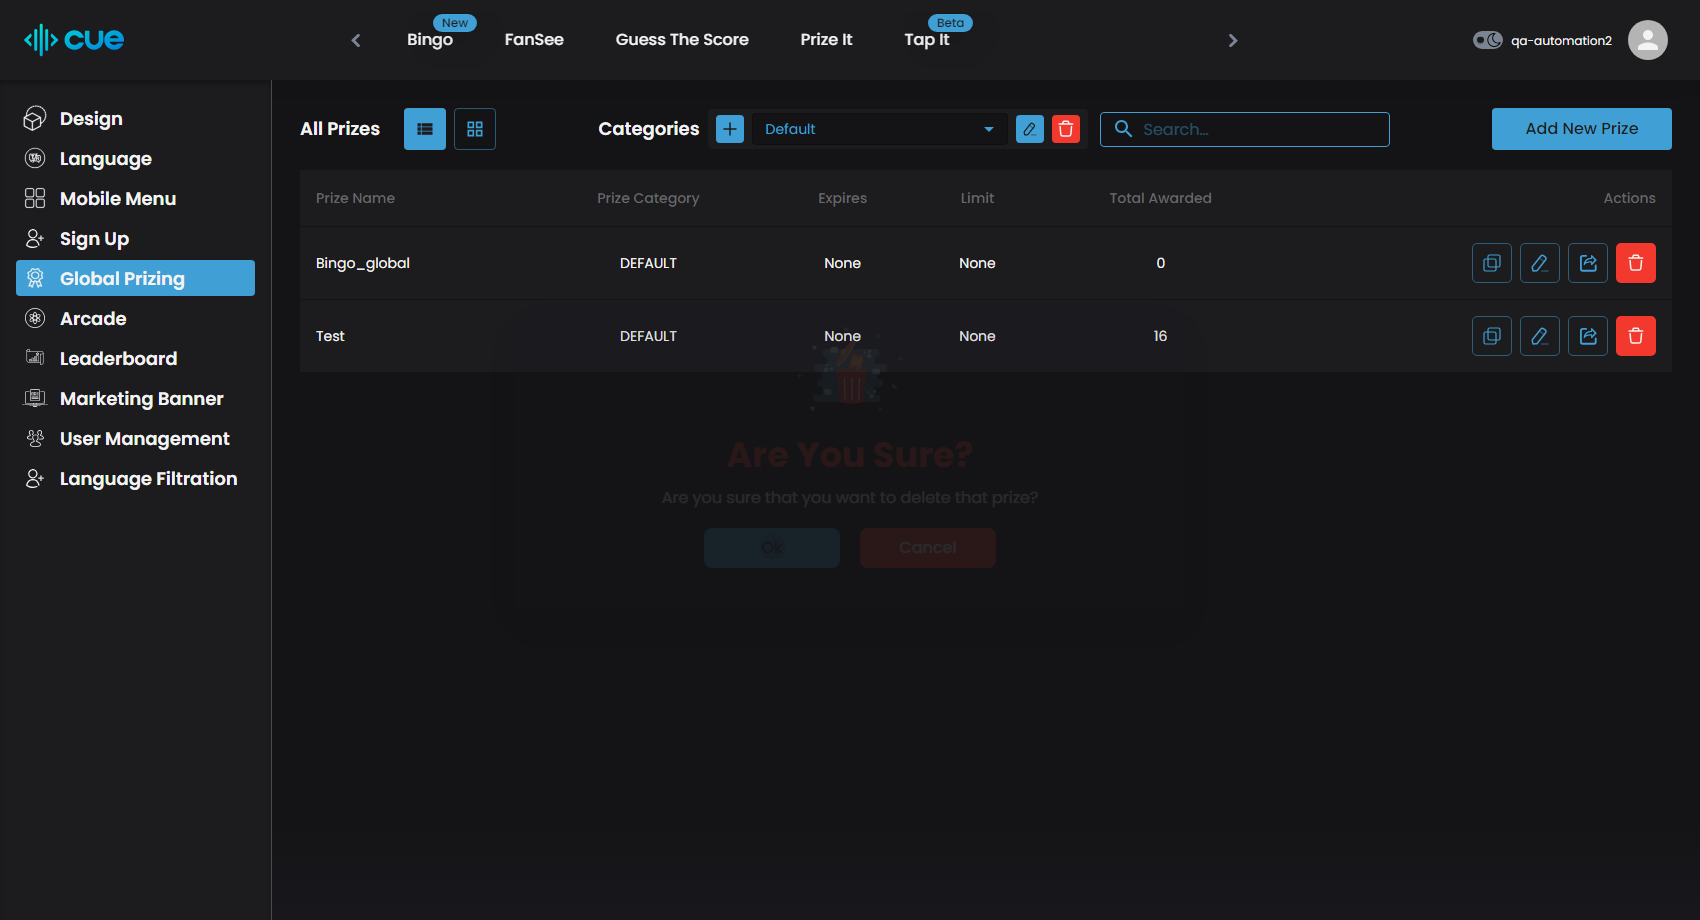 cue
New
Bingo
FanSee
Guess The Score
Prize It
Beta
Tap It
qa-automation2
Design
Language
Mobile Menu
Sign Up
Global Prizing
Arcade
Leaderboard
Marketing Banner
User Management
Language Filtration
All Prizes
Categories
Default
Search...
Add New Prize
Prize Name Prize Category Expires Limit Total Awarded Actions
Bingo_global DEFAULT None None 0
Test DEFAULT None None 16
Are You Sure?
Are you sure that you want to delete that prize?
Ok
Cancel